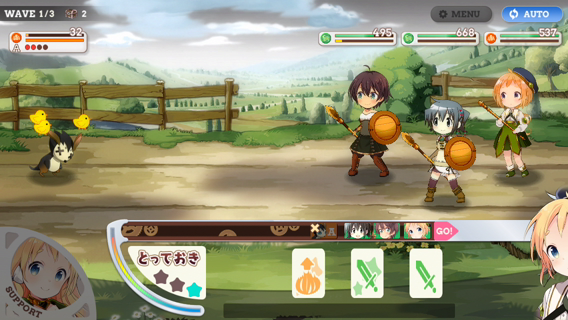 WAVE 1/3 2
MENU
AUTO
32
A
495
668
537
A
GO!
とっておき
SUPPORT